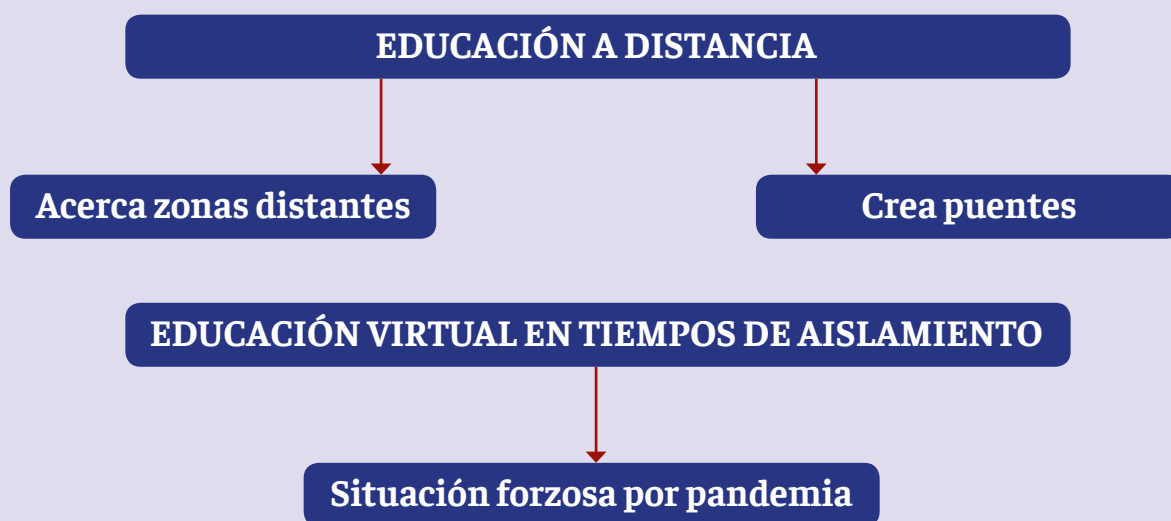 EDUCACIÓN A DISTANCIA
Acerca zonas distantes
Crea puentes
EDUCACIÓN VIRTUAL EN TIEMPOS DE AISLAMIENTO
Situación forzosa por pandemia